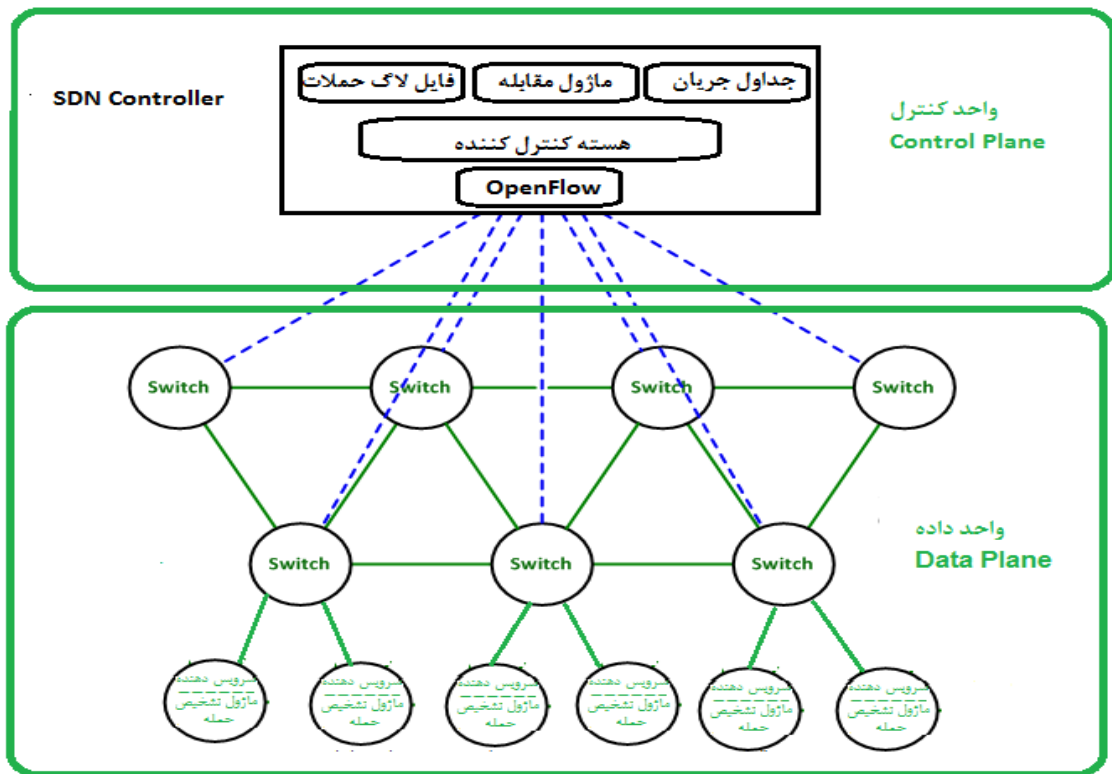 جداول جریان
ماژول مقابله
فایل لاگ حملات
SDN Controller
واحد کنترل
Control Plane
هسته کنترل کننده
OpenFlow
Switch
Switch
Switch
Switch
واحد داده
Data Plane
Switch
Switch
Switch
سرویس دهنده
ماژول تشخیص
حمله
سرویس دهنده
ماژول تشخیص
حمله
سرویس دهنده
ماژول تشخیص
حمله
سرویس دهنده
ماژول تشخیص
حمله
سرویس دهنده
ماژول تشخیص
حمله
سرویس دهنده
ماژول تشخیص
حمله